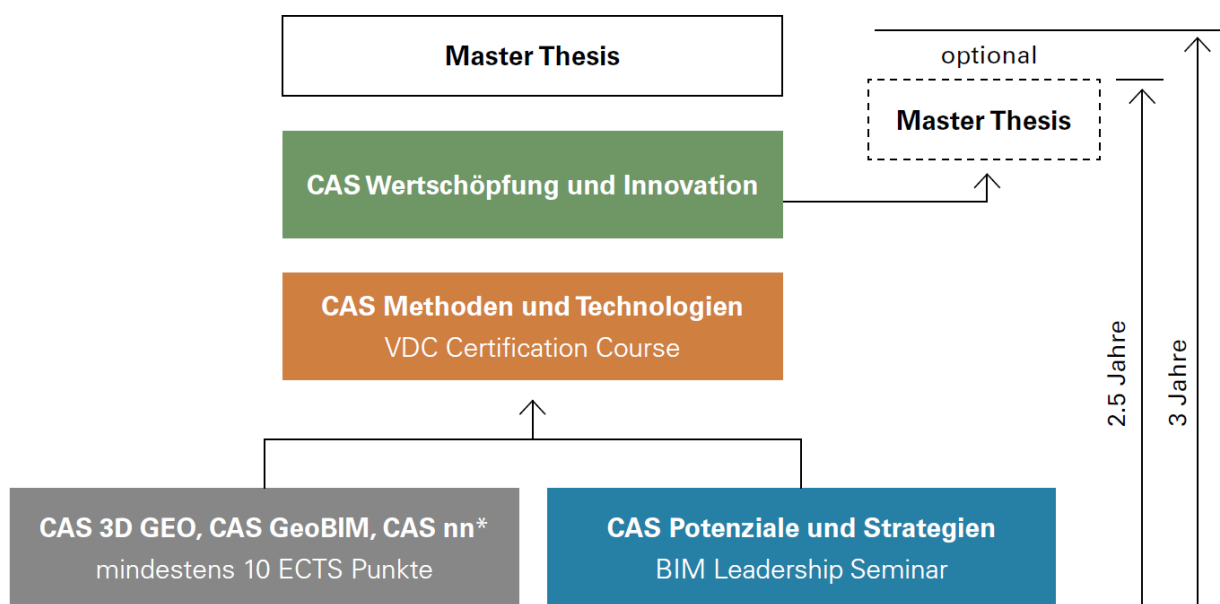 Master Thesis
optional
Master Thesis
CAS Wertschöpfung und Innovation
CAS Methoden und Technologien
VDC Certification Course
2.5 Jahre
3 Jahre
CAS 3D GEO, CAS GeoBIM, CAS nn*
mindestens 10 ECTS Punkte
CAS Potenziale und Strategien
BIM Leadership Seminar